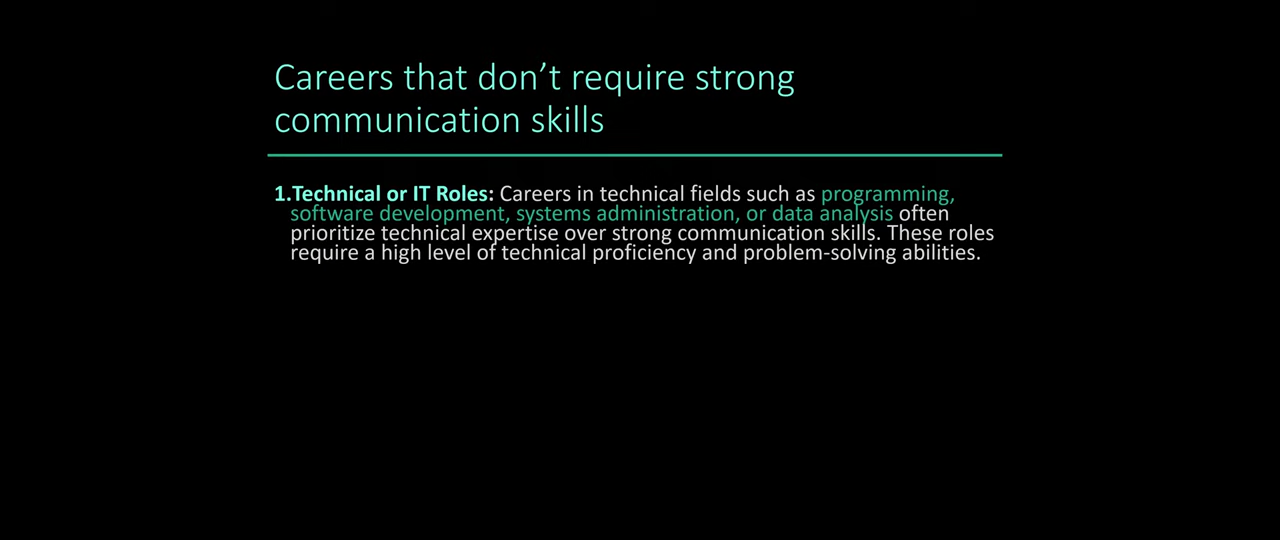 Careers that don’t require strong
communication skills
1.Technical or IT Roles: Careers in technical fields such as programming,
software development, systems administration, or data analysis often
prioritize technical expertise over strong communication skills. These roles
require a high level of technical proficiency and problem-solving abilities.